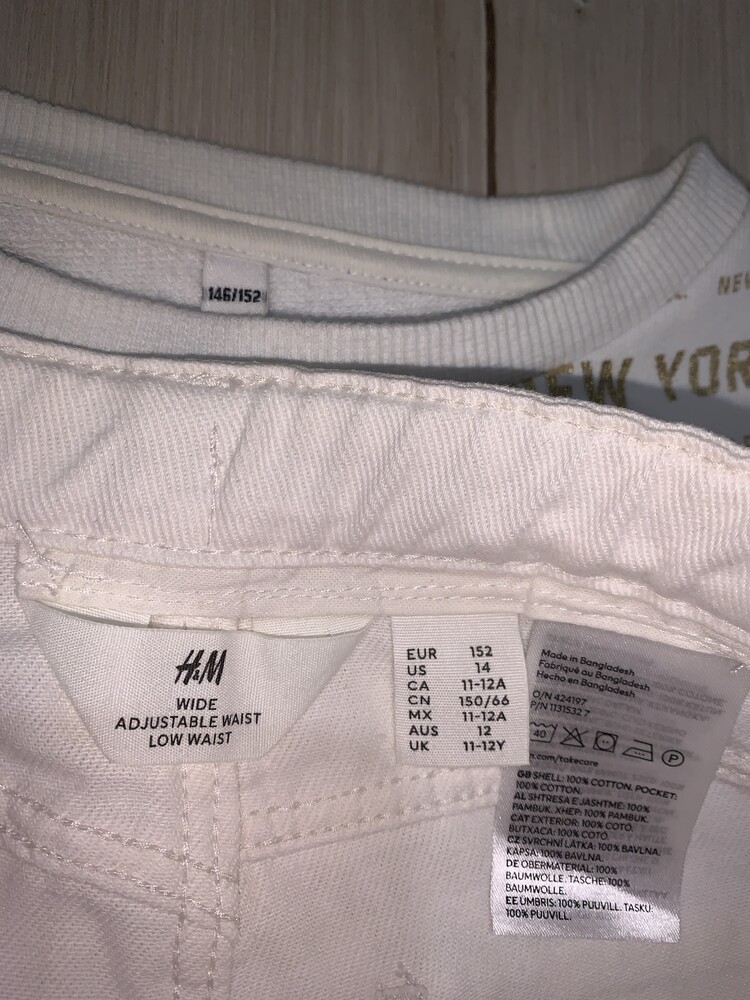 146/152
NEW YOR
H&M
WIDE
ADJUSTABLE WAIST
LOW WAIST
EUR 152
US 14
CA 11-12A
CN 150/66
MX 11-12A
AUS 12
UK 11-12Y
Made in Bangladesh
Fabriqué au Bangladesh
Hecho en Bangladesh
O/N 424197
P/N 1131532 7
40 P
.com/takecare
GB SHELL: 100% COTTON. POCKET:
100% COTTON.
AL SHTRESA E JASHTME: 100%
PAMBUK. XHEP: 100% PAMBUK.
CAT EXTERIOR: 100% COTÓ.
BUTXACA: 100% COTÓ.
CZ SVRCHNÍ LÁTKA: 100% BAVLNA.
KAPSA: 100% BAVLNA.
DE OBERMATERIAL: 100%
BAUMWOLLE. TASCHE: 100%
BAUMWOLLE.
EE ÜMBRIS: 100% PUUVILL. TASKU:
100% PUUVILL.